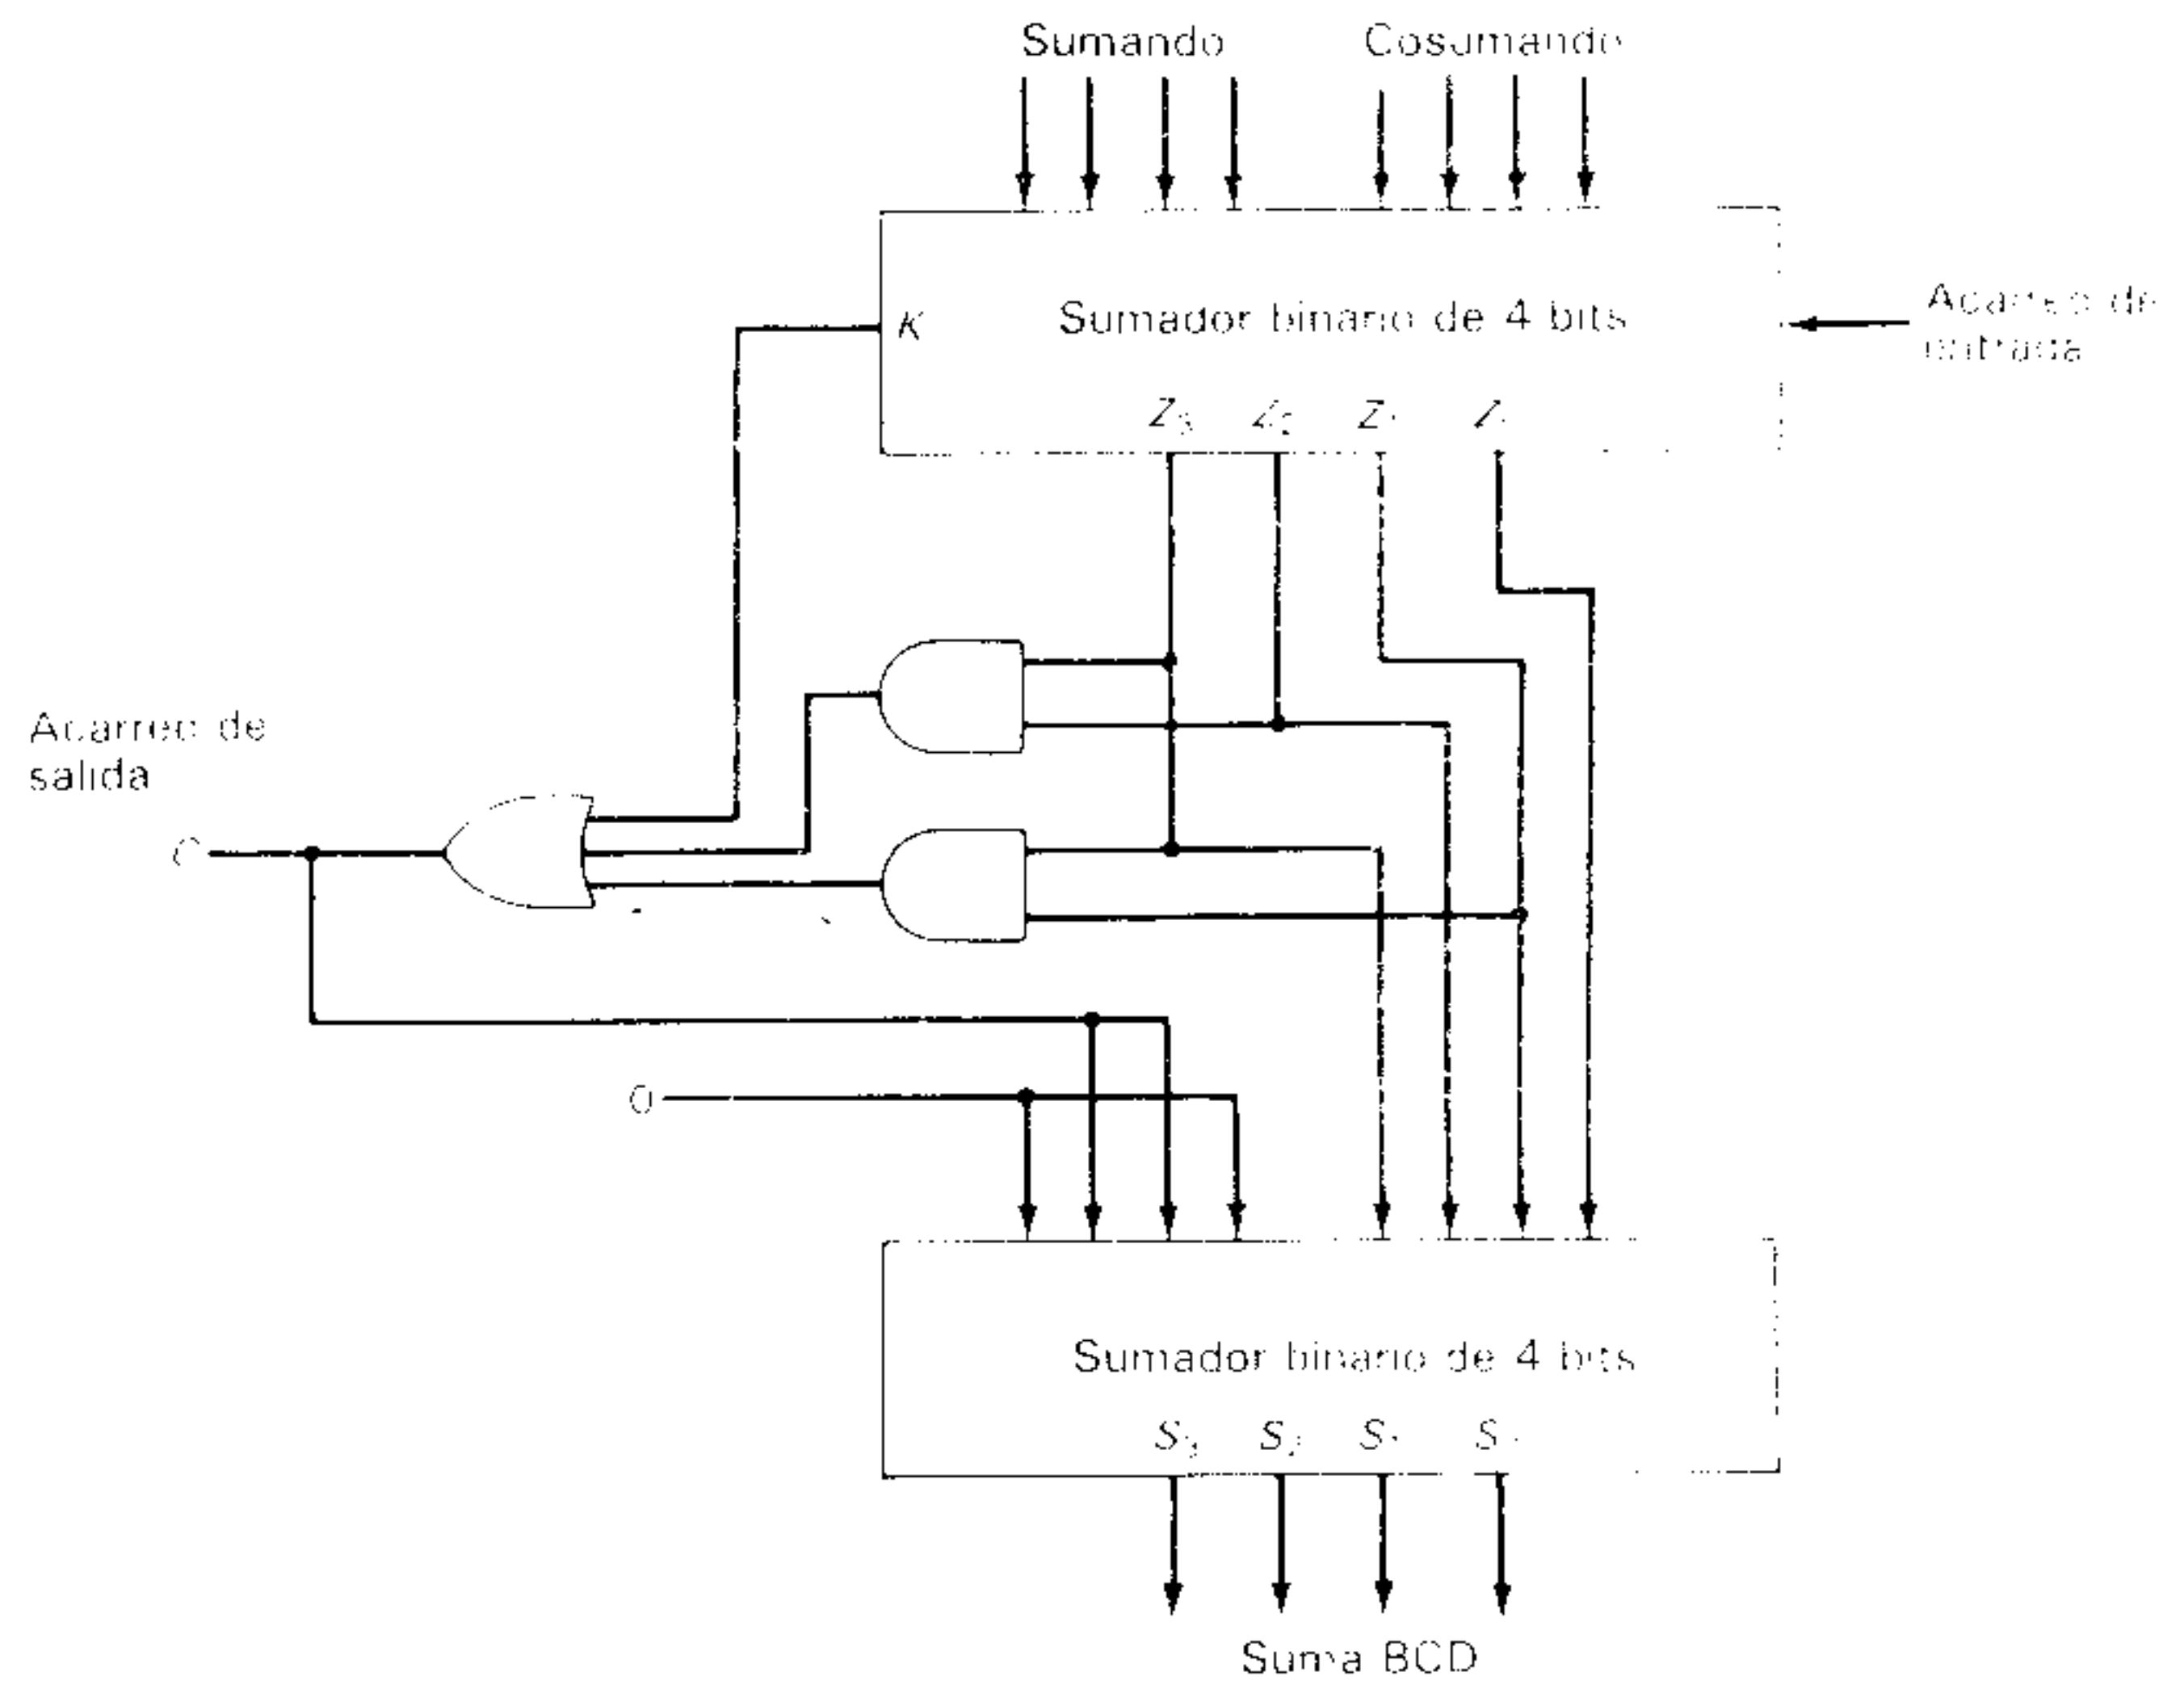 Sumando
Cosumando
K
Sumador binario de 4 bits
Acarreo de
entrada
Z3 Z2 Z1 Z
Acarreo de
salida
C
0
Sumador binario de 4 bits
S3 S2 S1 S
Suma BCD